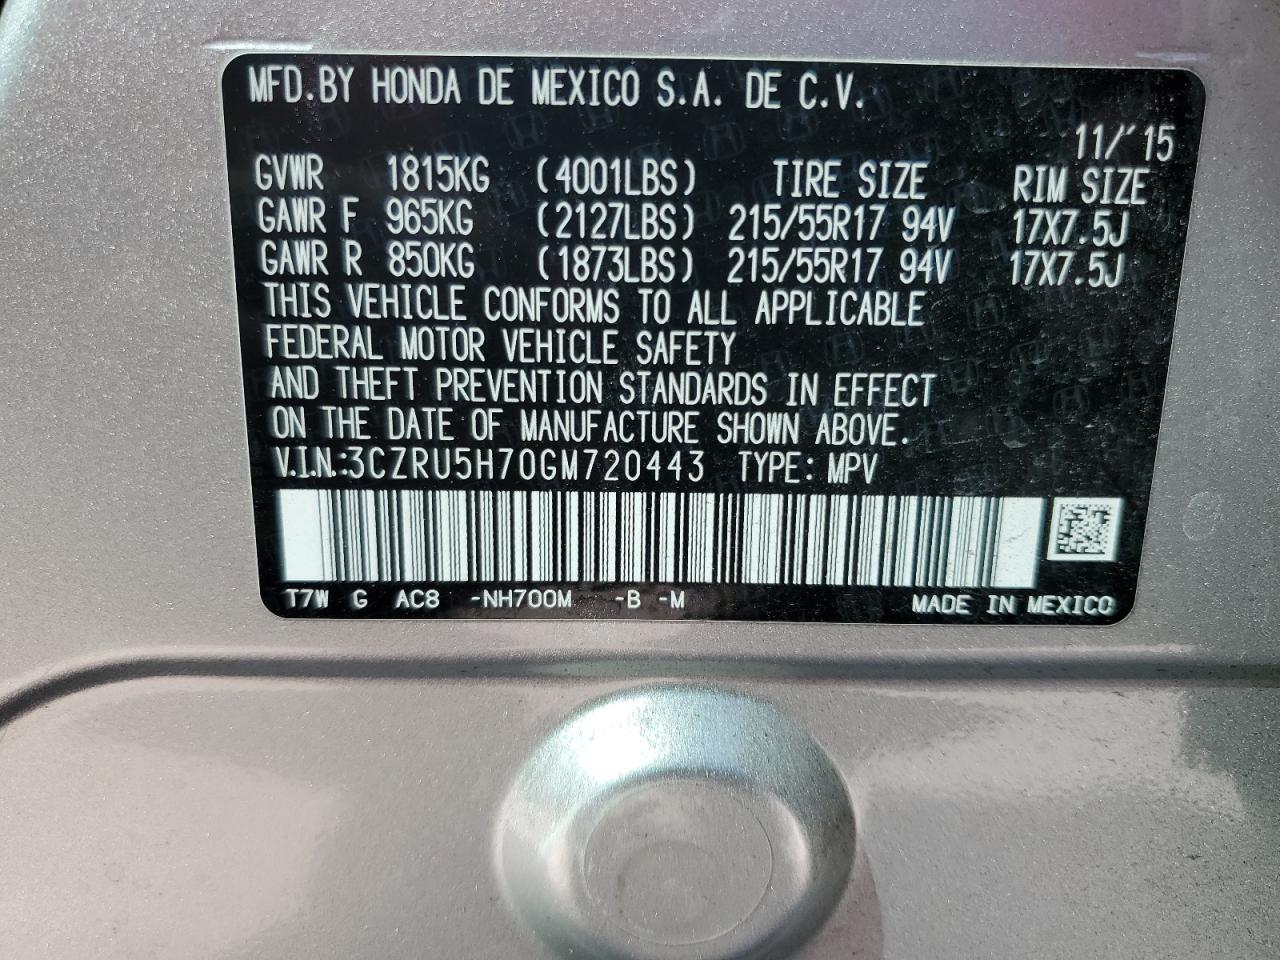 MFD.BY HONDA DE MEXICO S.A. DE C.V.
11/'15
GVWR 1815KG (4001LBS) TIRE SIZE RIM SIZE
GAWR F 965KG (2127LBS) 215/55R17 94V 17X7.5J
GAWR R 850KG (1873LBS) 215/55R17 94V 17X7.5J
THIS VEHICLE CONFORMS TO ALL APPLICABLE
FEDERAL MOTOR VEHICLE SAFETY
AND THEFT PREVENTION STANDARDS IN EFFECT
ON THE DATE OF MANUFACTURE SHOWN ABOVE.
V.I.N.:3CZRU5H70GM720443 TYPE: MPV
T7W G AC8 -NH700M -B -M MADE IN MEXICO